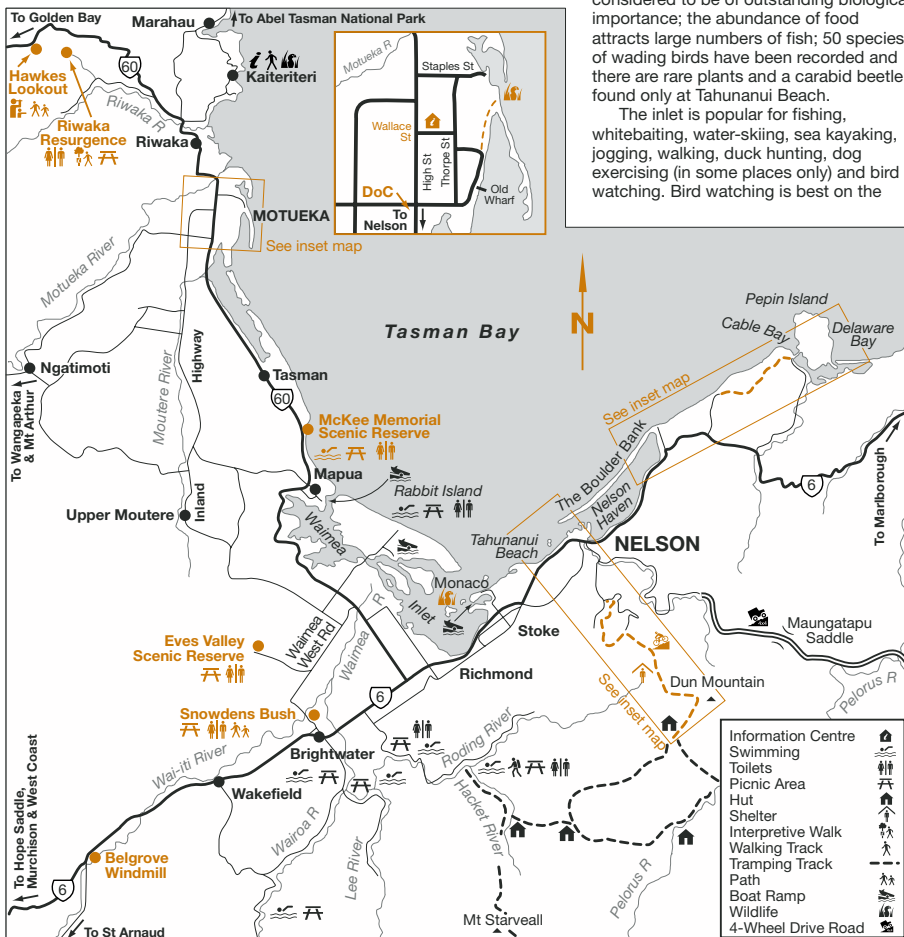 considered to be of outstanding biological
importance; the abundance of food
attracts large numbers of fish; 50 species
of wading birds have been recorded and
there are rare plants and a carabid beetle
found only at Tahunanui Beach.
The inlet is popular for fishing,
whitebaiting, water-skiing, sea kayaking,
jogging, walking, duck hunting, dog
exercising (in some places only) and bird
watching. Bird watching is best on the
To Golden Bay
Marahau
To Abel Tasman National Park
60
Hawkes
Lookout
Kaiteriteri
Riwaka R
Riwaka
Resurgence
Riwaka
Motueka R
Staples St
Wallace
St
High St
Thorpe St
Old
Wharf
DoC
To
Nelson
MOTUEKA
See inset map
Motueka River
Tasman Bay
N
Pepin Island
Cable Bay
Delaware
Bay
See inset map
Ngatimoti
Moutere River
Highway
Inland
Tasman
60
To Wangapeka
& Mt Arthur
McKee Memorial
Scenic Reserve
Mapua
Rabbit Island
The Boulder Bank
Nelson
Haven
6
To Marlborough
Upper Moutere
Waimea
Inlet
Tahunanui
Beach
NELSON
Monaco
Stoke
Maungatapu
Saddle
Eves Valley
Scenic Reserve
Waimea
West Rd
Waimea
R
Richmond
See inset map
Dun Mountain
Pelorus R
6
Snowdens Bush
Brightwater
Roding River
Wai-iti River
Wakefield
Wairoa R
Lee River
Hacket River
Pelorus R
To Hope Saddle,
Murchison & West Coast
Belgrove
Windmill
6
To St Arnaud
Mt Starveall
Information Centre
Swimming
Toilets
Picnic Area
Hut
Shelter
Interpretive Walk
Walking Track
Tramping Track
Path
Boat Ramp
Wildlife
4-Wheel Drive Road